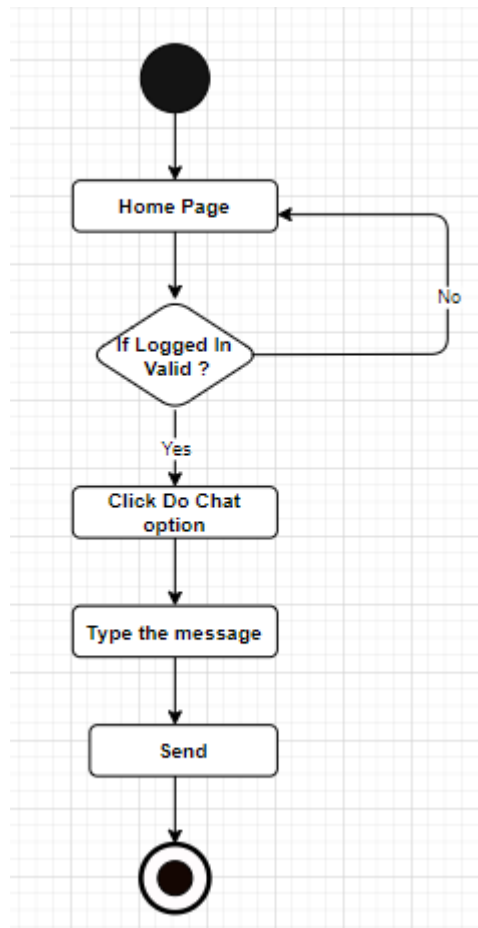 Home Page
No
If Logged In
Valid ?
Yes
Click Do Chat
option
Type the message
Send